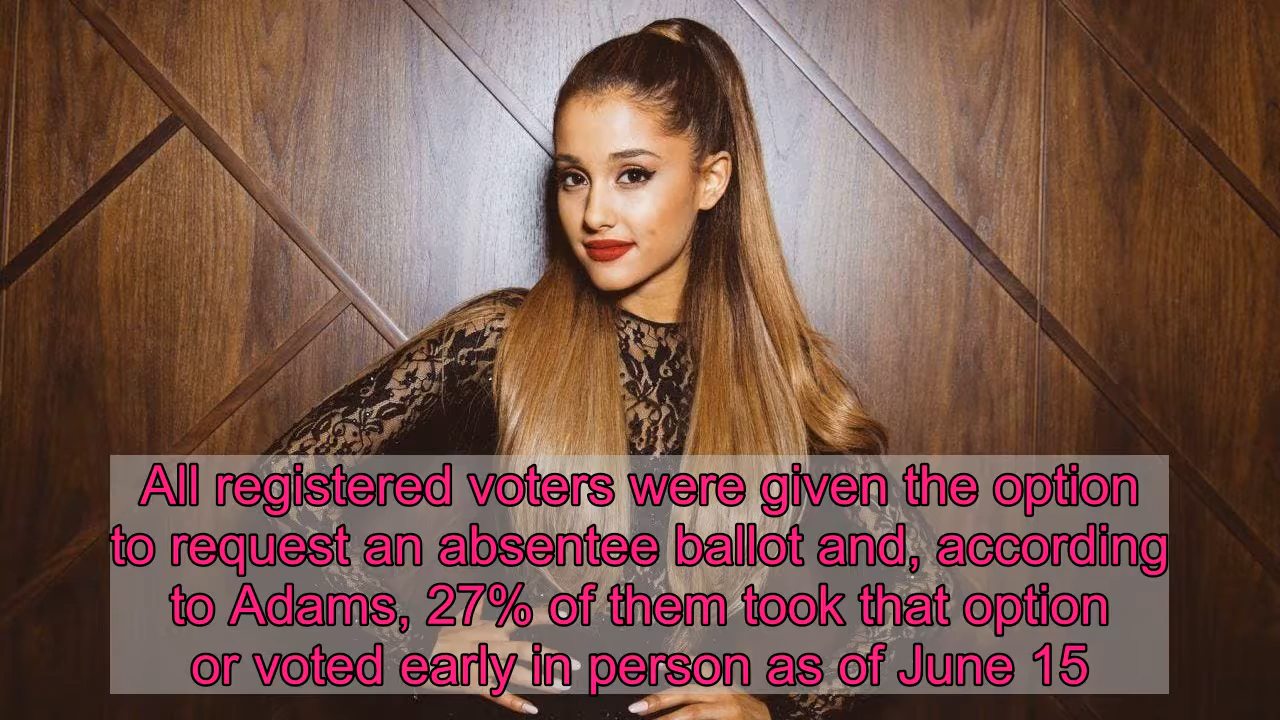 All registered voters were given the option
to request an absentee ballot and, according
to Adams, 27% of them took that option
or voted early in person as of June 15